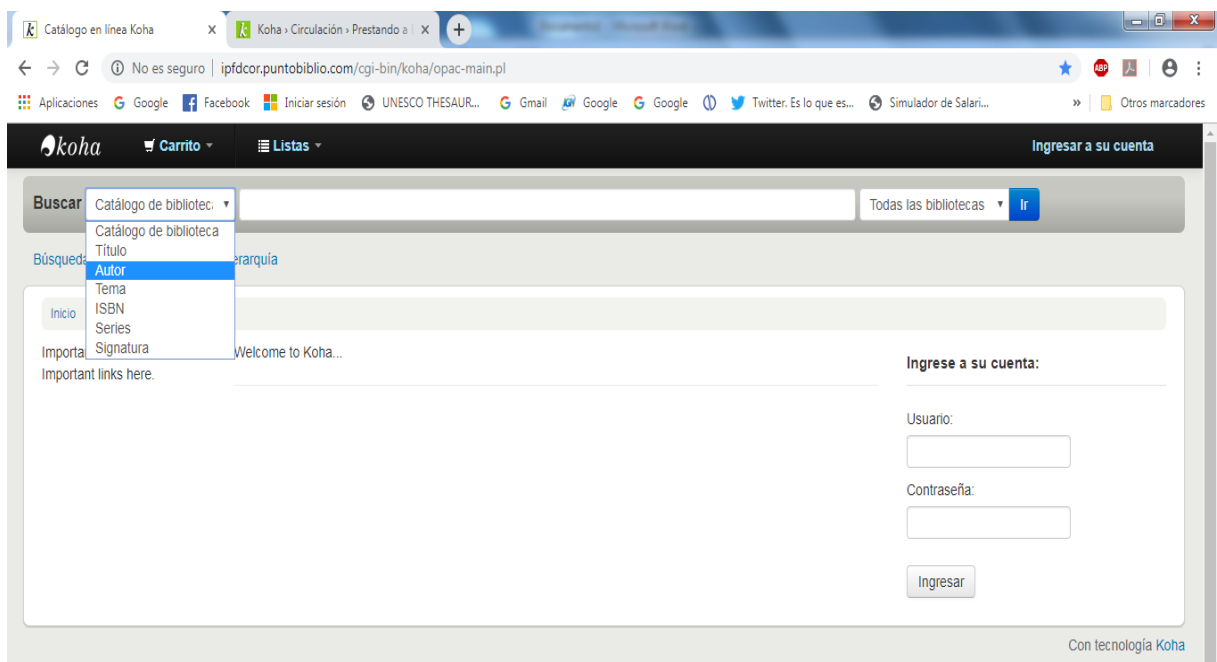 Catálogo en línea Koha x Koha › Circulación › Prestando a x +
No es seguro | ipfdcor.puntobiblio.com/cgi-bin/koha/opac-main.pl ABP
Aplicaciones Google Facebook Iniciar sesión UNESCO THESAUR... Gmail Google Google Twitter. Es lo que es... Simulador de Salari... » Otros marcadores
koha Carrito Listas Ingresar a su cuenta
Buscar Catálogo de bibliotec Todas las bibliotecas Ir
Catálogo de biblioteca
Título
Autor
Tema
ISBN
Series
Signatura
Inicio
Welcome to Koha...
Important links here.
Ingrese a su cuenta:
Usuario:
Contraseña:
Ingresar
Con tecnología Koha